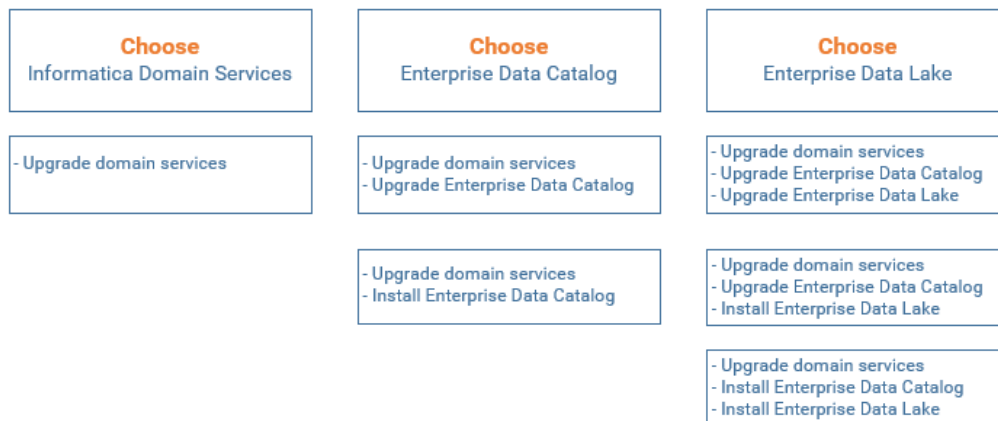 Choose
Informatica Domain Services
- Upgrade domain services
Choose
Enterprise Data Catalog
- Upgrade domain services
- Upgrade Enterprise Data Catalog
- Upgrade domain services
- Install Enterprise Data Catalog
Choose
Enterprise Data Lake
- Upgrade domain services
- Upgrade Enterprise Data Catalog
- Upgrade Enterprise Data Lake
- Upgrade domain services
- Upgrade Enterprise Data Catalog
- Install Enterprise Data Lake
- Upgrade domain services
- Install Enterprise Data Catalog
- Install Enterprise Data Lake